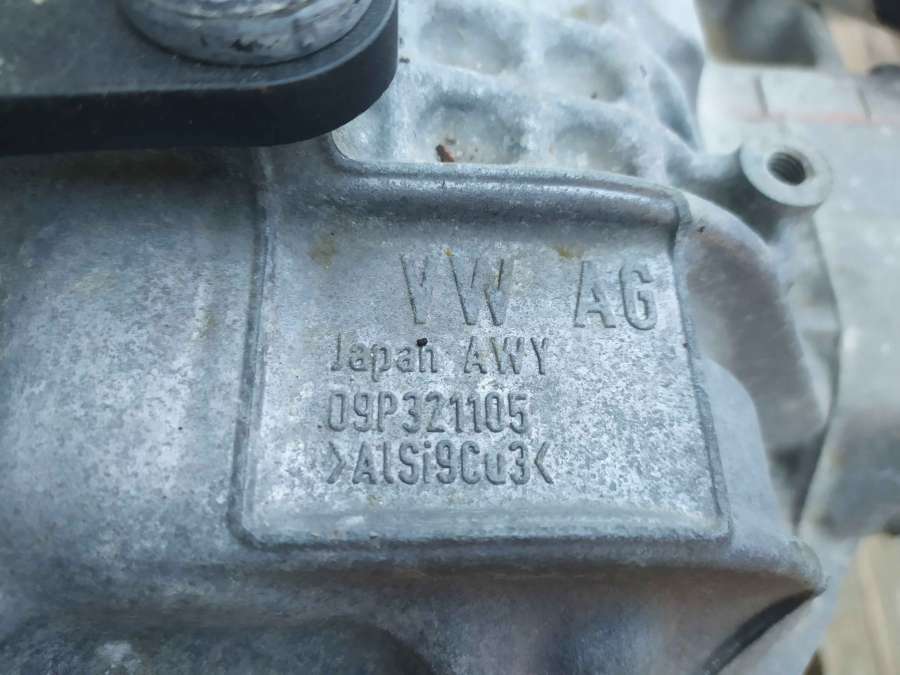 VW AG
Japan AWY
09P321105
>AlSi9Cu3<